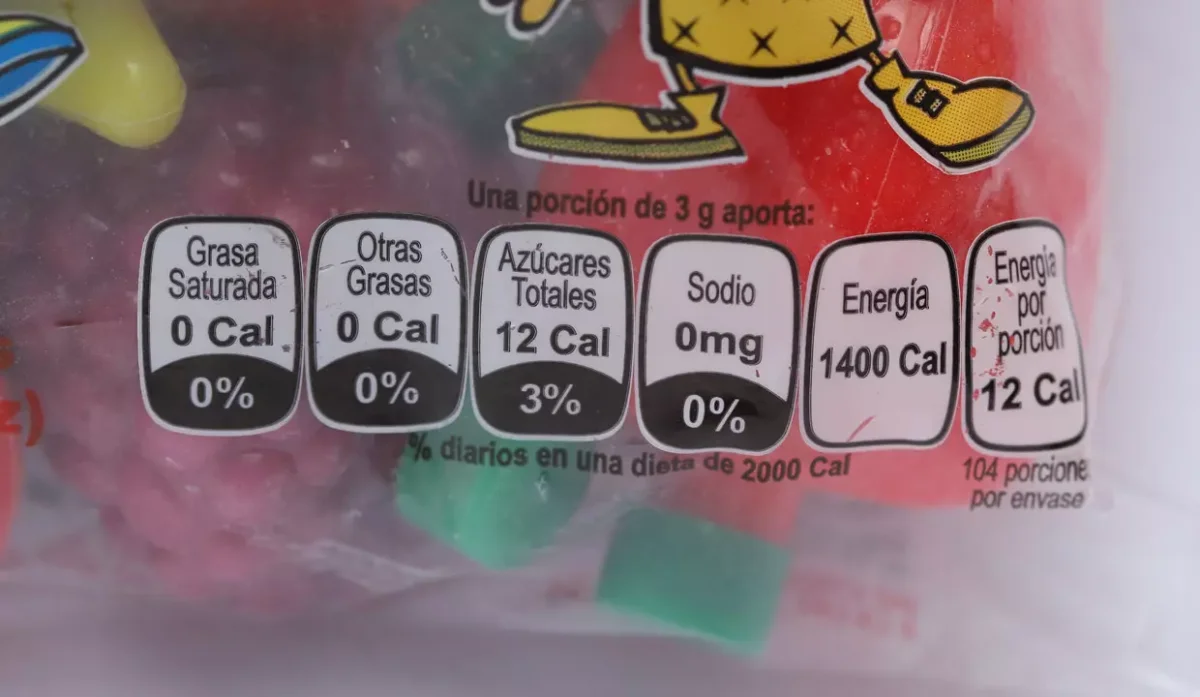 Una porción de 3 g aporta:
Grasa
Saturada
0 Cal
0%
Otras
Grasas
0 Cal
0%
Azúcares
Totales
12 Cal
3%
Sodio
0mg
0%
Energía
1400 Cal
Energía
por
porción
12 Cal
% diarios en una dieta de 2000 Cal
104 porcione
por envase